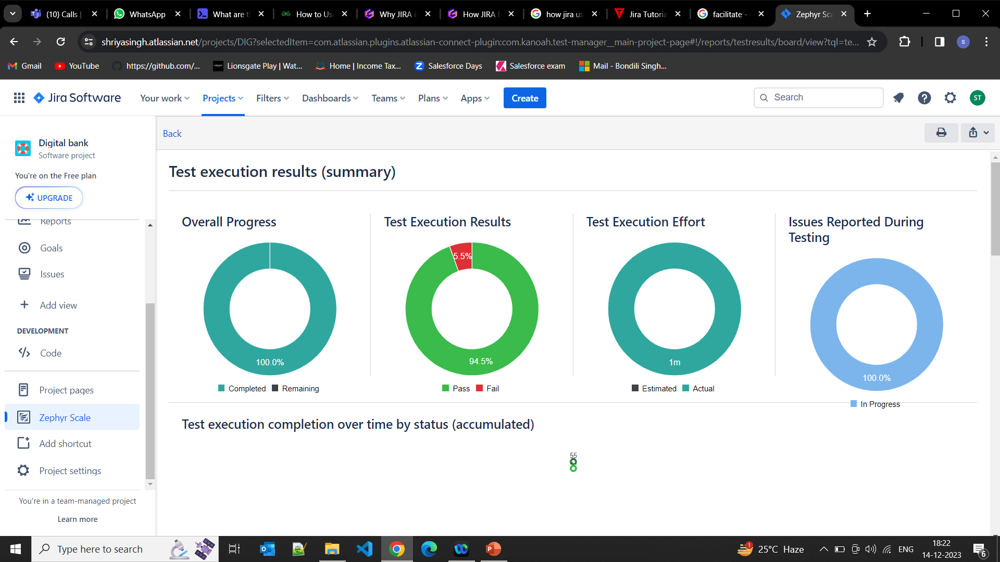 (10) Calls |
WhatsApp
What are t
How to Us
Why JIRA i
How JIRA
how jira us
Jira Tutoria
facilitate -
Zephyr Sca
shriyasingh.atlassian.net/projects/DIG?selectedItem=com.atlassian.plugins.atlassian-connect-plugin:com.kanoah.test-manager__main-project-page#!/reports/testresults/board/view?tql=te...
S
Gmail
YouTube
https://github.com/...
Lionsgate Play | Wat...
Home | Income Tax...
Salesforce Days
Salesforce exam
Mail - Bondili Singh...
Jira Software
Your work
Projects
Filters
Dashboards
Teams
Plans
Apps
Create
Search
ST
Digital bank
Software project
You're on the Free plan
UPGRADE
Reports
Goals
Issues
Add view
DEVELOPMENT
Code
Project pages
Zephyr Scale
Add shortcut
Project settings
You're in a team-managed project
Learn more
Back
Test execution results (summary)
Overall Progress
100.0%
Completed Remaining
Test Execution Results
5.5%
94.5%
Pass Fail
Test Execution Effort
1m
Estimated Actual
Issues Reported During
Testing
100.0%
In Progress
Test execution completion over time by status (accumulated)
55
Type here to search
1
25°C Haze
ENG
18:22
14-12-2023
6